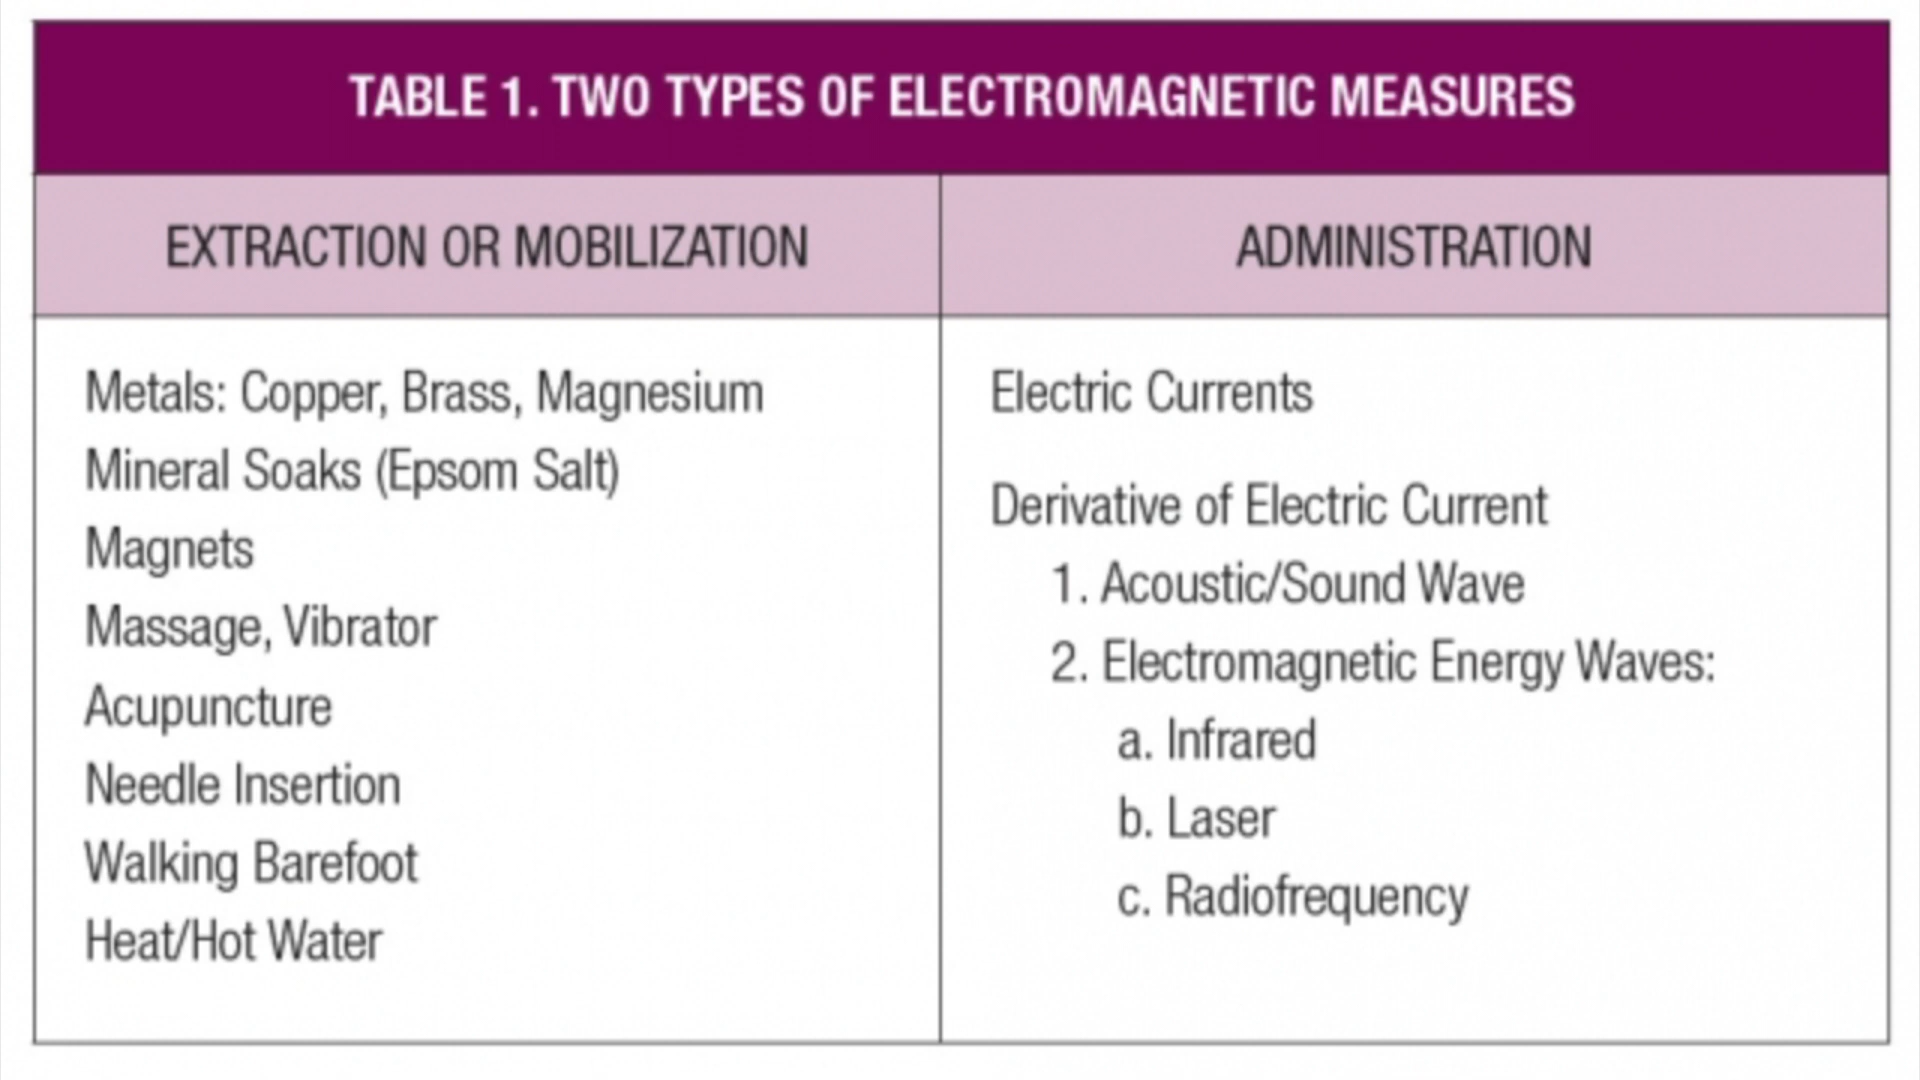 TABLE 1. TWO TYPES OF ELECTROMAGNETIC MEASURES
EXTRACTION OR MOBILIZATION
ADMINISTRATION
Metals: Copper, Brass, Magnesium
Mineral Soaks (Epsom Salt)
Magnets
Massage, Vibrator
Acupuncture
Needle Insertion
Walking Barefoot
Heat/Hot Water
Electric Currents
Derivative of Electric Current
1. Acoustic/Sound Wave
2. Electromagnetic Energy Waves:
a. Infrared
b. Laser
c. Radiofrequency